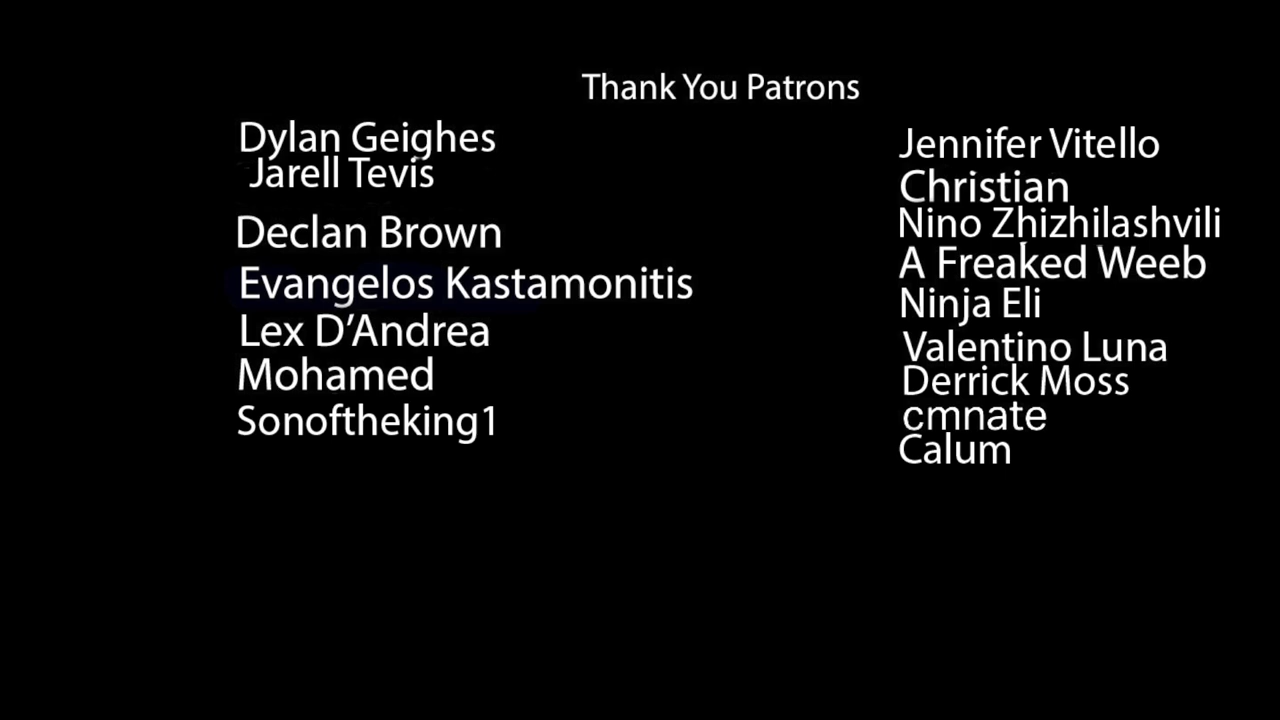 Thank You Patrons
Dylan Geighes
Jarell Tevis
Declan Brown
Evangelos Kastamonitis
Lex D’Andrea
Mohamed
Sonoftheking1
Jennifer Vitello
Christian
Nino Zhizhilashvili
A Freaked Weeb
Ninja Eli
Valentino Luna
Derrick Moss
cmnate
Calum